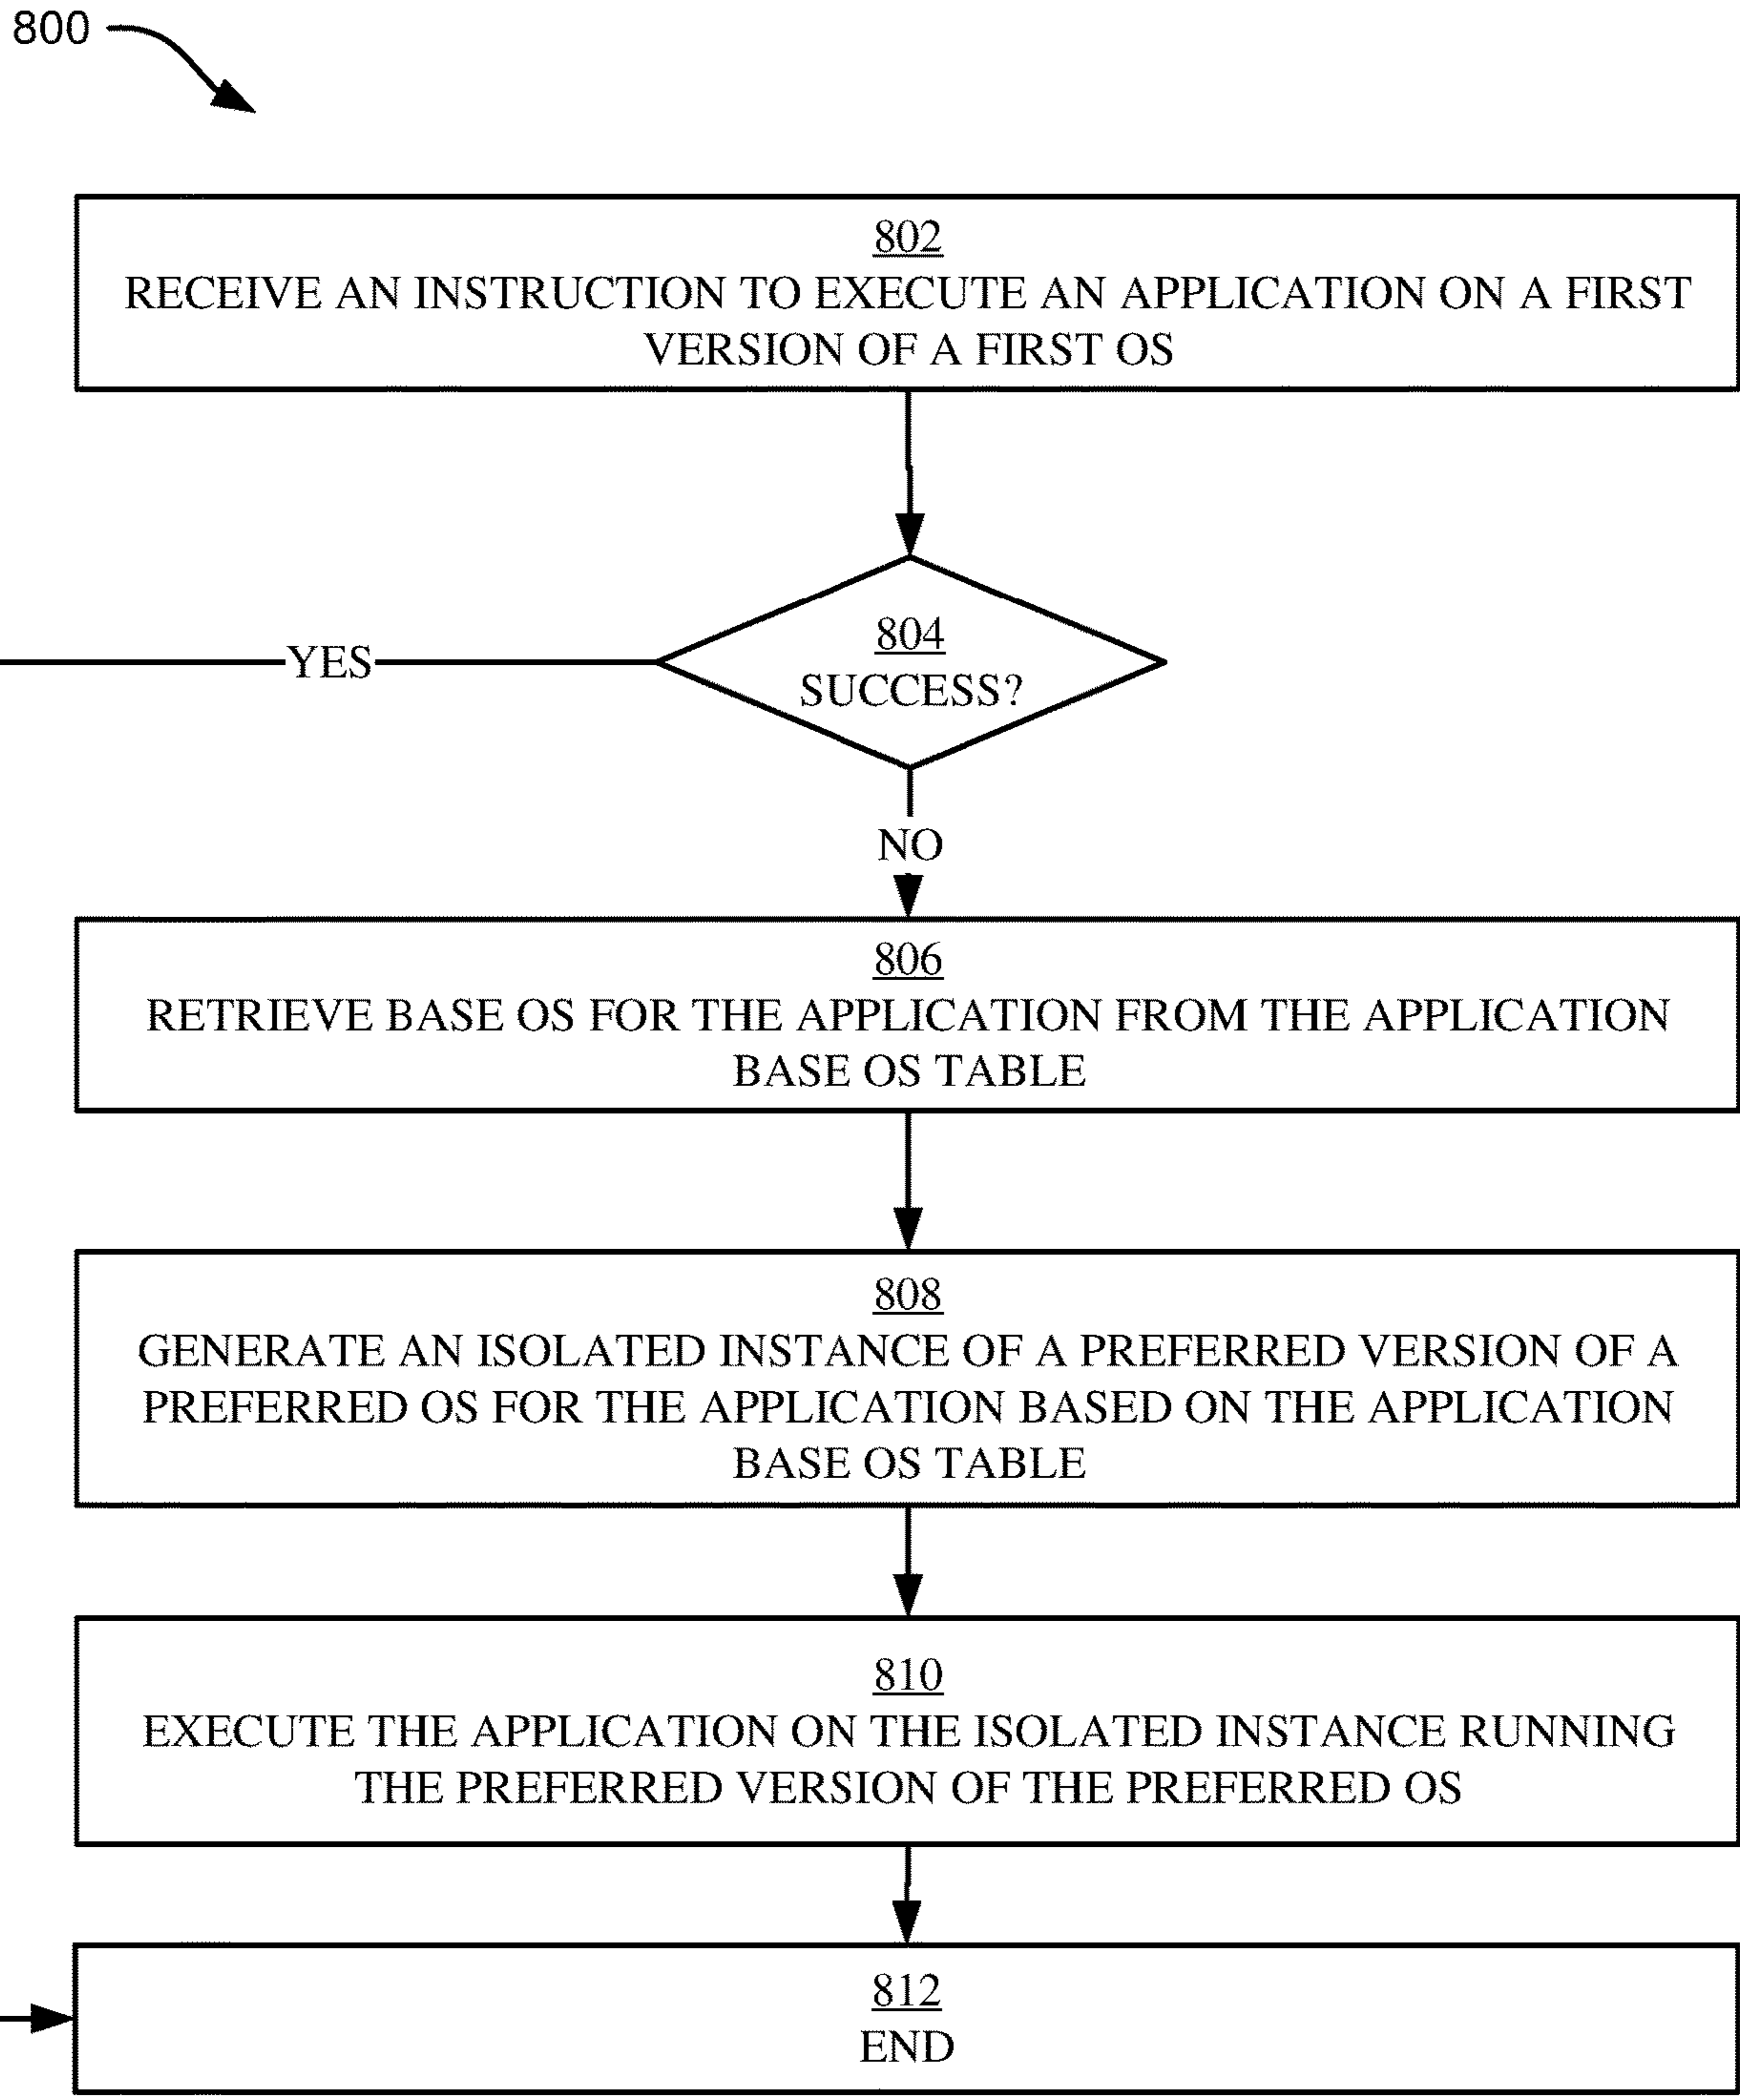 800
802
RECEIVE AN INSTRUCTION TO EXECUTE AN APPLICATION ON A FIRST
VERSION OF A FIRST OS
804
SUCCESS?
YES
NO
806
RETRIEVE BASE OS FOR THE APPLICATION FROM THE APPLICATION
BASE OS TABLE
808
GENERATE AN ISOLATED INSTANCE OF A PREFERRED VERSION OF A
PREFERRED OS FOR THE APPLICATION BASED ON THE APPLICATION
BASE OS TABLE
810
EXECUTE THE APPLICATION ON THE ISOLATED INSTANCE RUNNING
THE PREFERRED VERSION OF THE PREFERRED OS
812
END